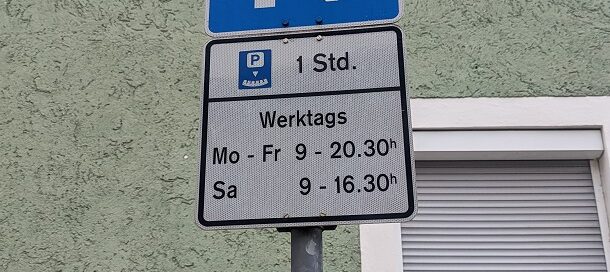 P 1 Std.
Werktags
Mo - Fr 9 - 20.30h
Sa 9 - 16.30h